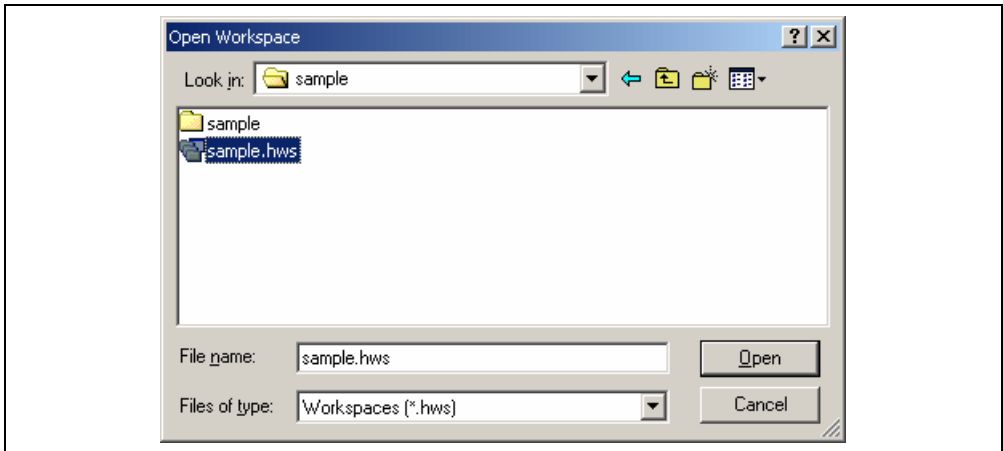 Open Workspace
Look in: sample
sample
sample.hws
File name: sample.hws Open
Files of type: Workspaces (*.hws) Cancel